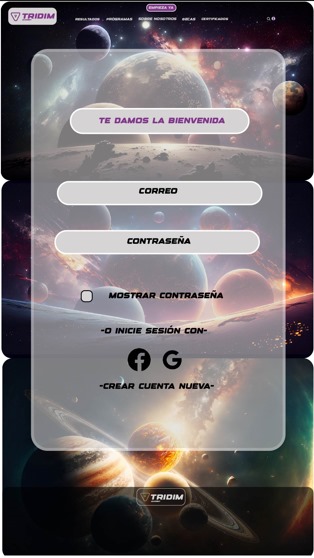 EMPIEZA YA
TRIDIM
RESULTADOS PROGRAMAS SOBRE NOSOTROS BECAS CERTIFICADOS
TE DAMOS LA BIENVENIDA
CORREO
CONTRASEÑA
MOSTRAR CONTRASEÑA
-O INICIE SESIÓN CON-
-CREAR CUENTA NUEVA-
TRIDIM